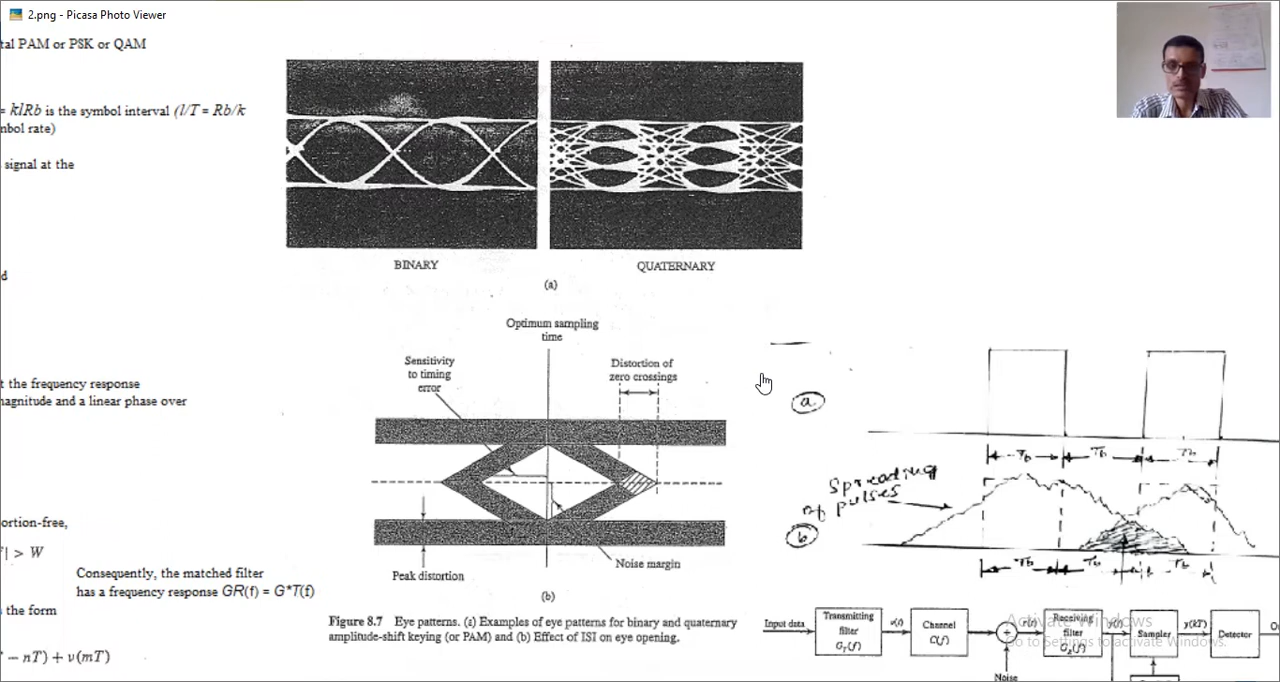 2.png - Picasa Photo Viewer
tal PAM or PSK or QAM
= klRb is the symbol interval (l/T = Rb/k
nbol rate)
signal at the
d
t the frequency response
nagnitude and a linear phase over
ortion-free,
| > W
Consequently, the matched filter
has a frequency response GR(f) = G*T(f)
the form
- nT) + v(mT)
BINARY
QUATERNARY
(a)
Optimum sampling
time
Sensitivity
to timing
error
Distortion of
zero crossings
Peak distortion
Noise margin
(b)
Figure 8.7 Eye patterns. (a) Examples of eye patterns for binary and quaternary
amplitude-shift keying (or PAM) and (b) Effect of ISI on eye opening.
a
Tb
Tb
Tb
Spreading
of pulses
b
Tb
Tb
Tb
Activate Windows
Go to Settings to activate Windows.
Input data
Transmitting
filter
GT(f)
v(t)
Channel
C(f)
+
r(t)
Receiving
filter
GR(f)
y(t)
Sampler
y(kT)
Detector
Noise